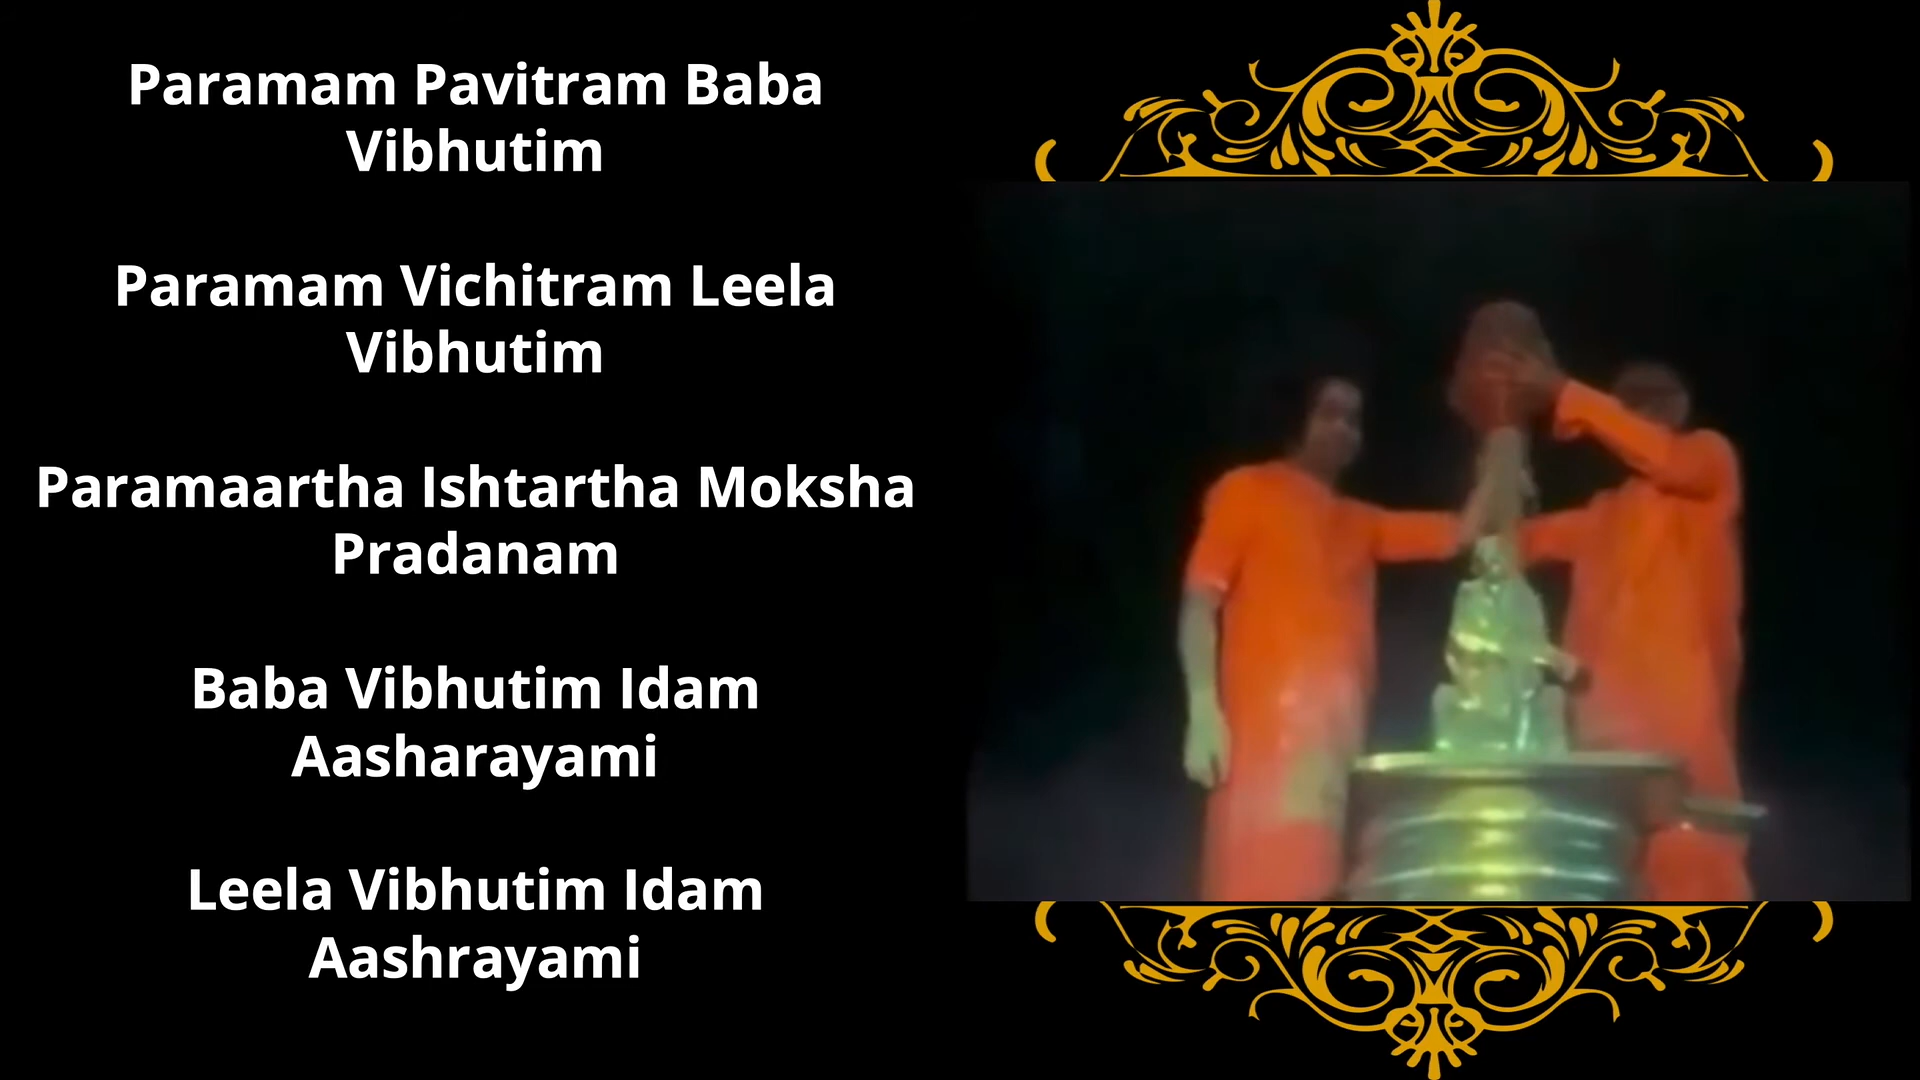 Paramam Pavitram Baba
Vibhutim
Paramam Vichitram Leela
Vibhutim
Paramaartha Ishtartha Moksha
Pradanam
Baba Vibhutim Idam
Aasharayami
Leela Vibhutim Idam
Aashrayami